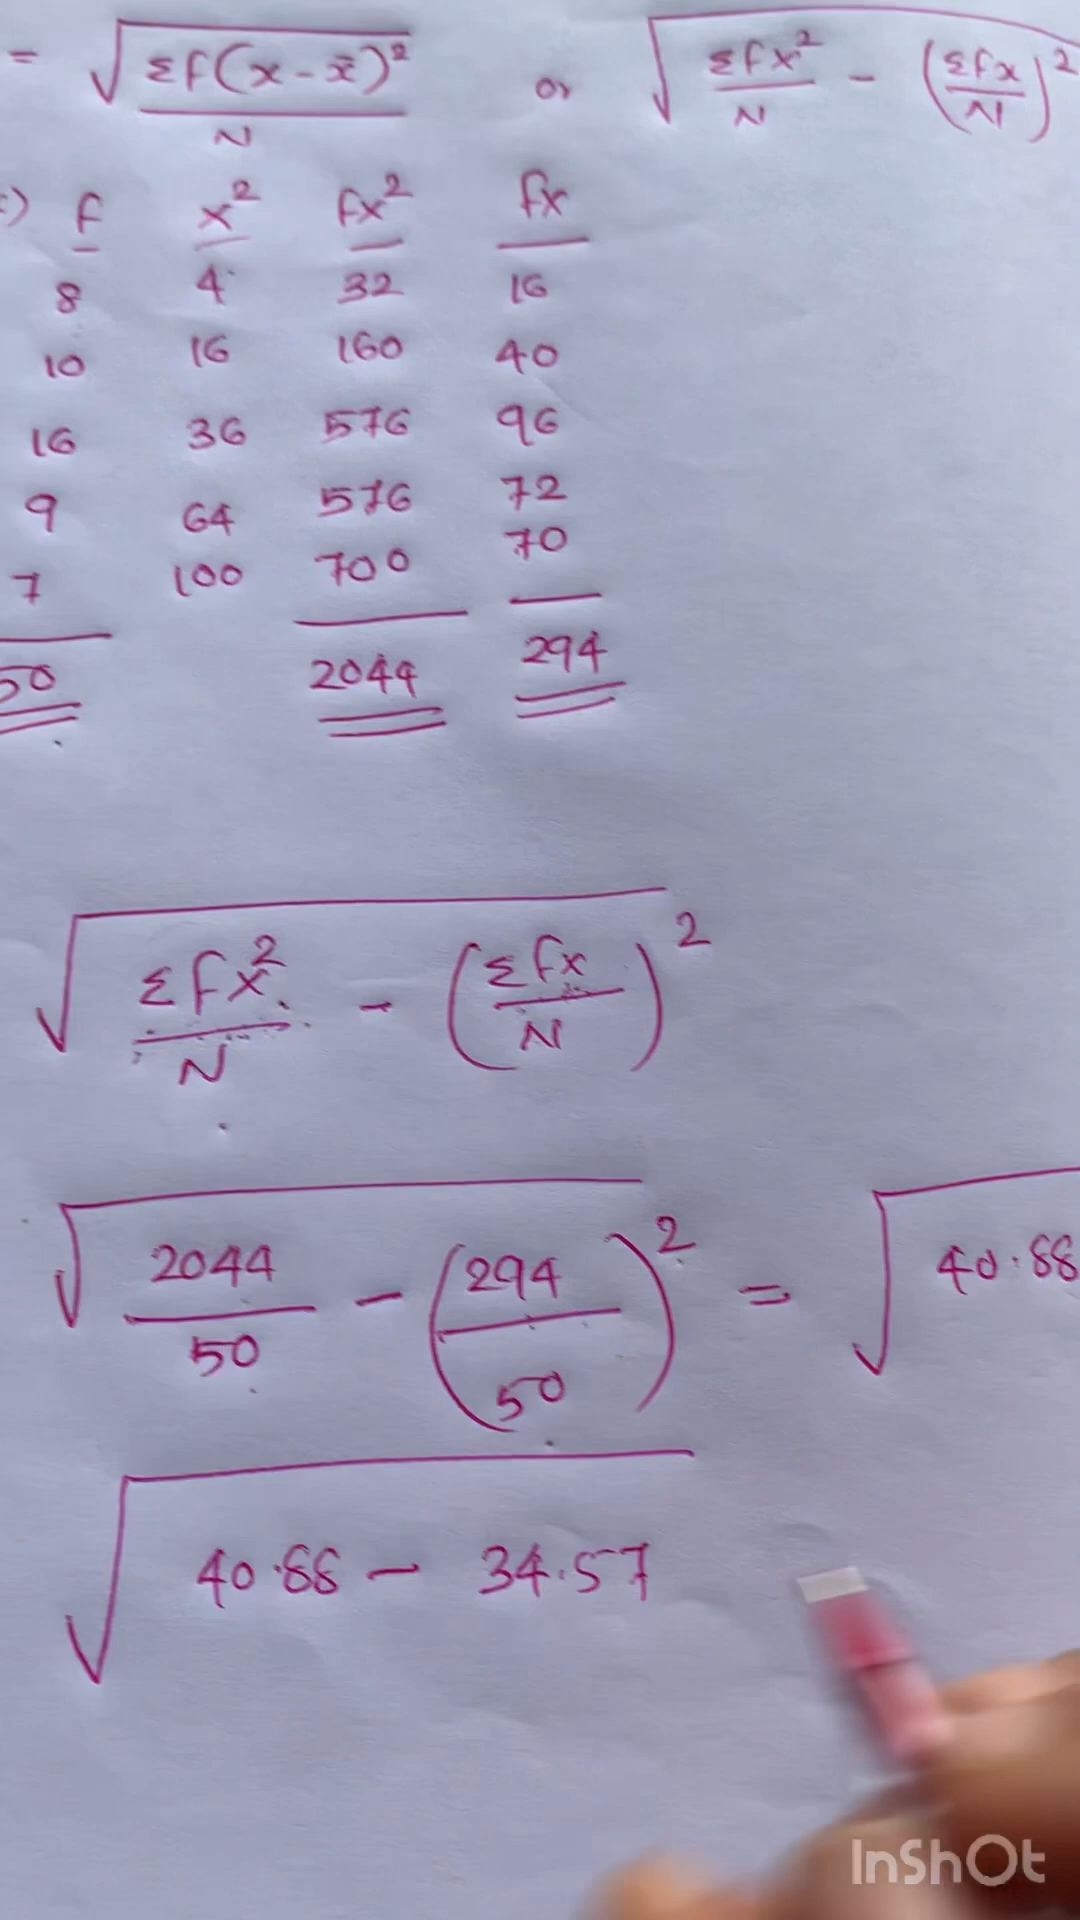 = √ Σf(x-x̄)² / N or √ Σfx²/N - (Σfx/N)²
) f x² fx² fx
8 4 32 16
10 16 160 40
16 36 576 96
9 64 576 72
7 100 700 70
50 2044 294
√ Σfx²/N - (Σfx/N)²
√ 2044/50 - (294/50)² = √ 40.88
√ 40.88 - 34.57
InShOt